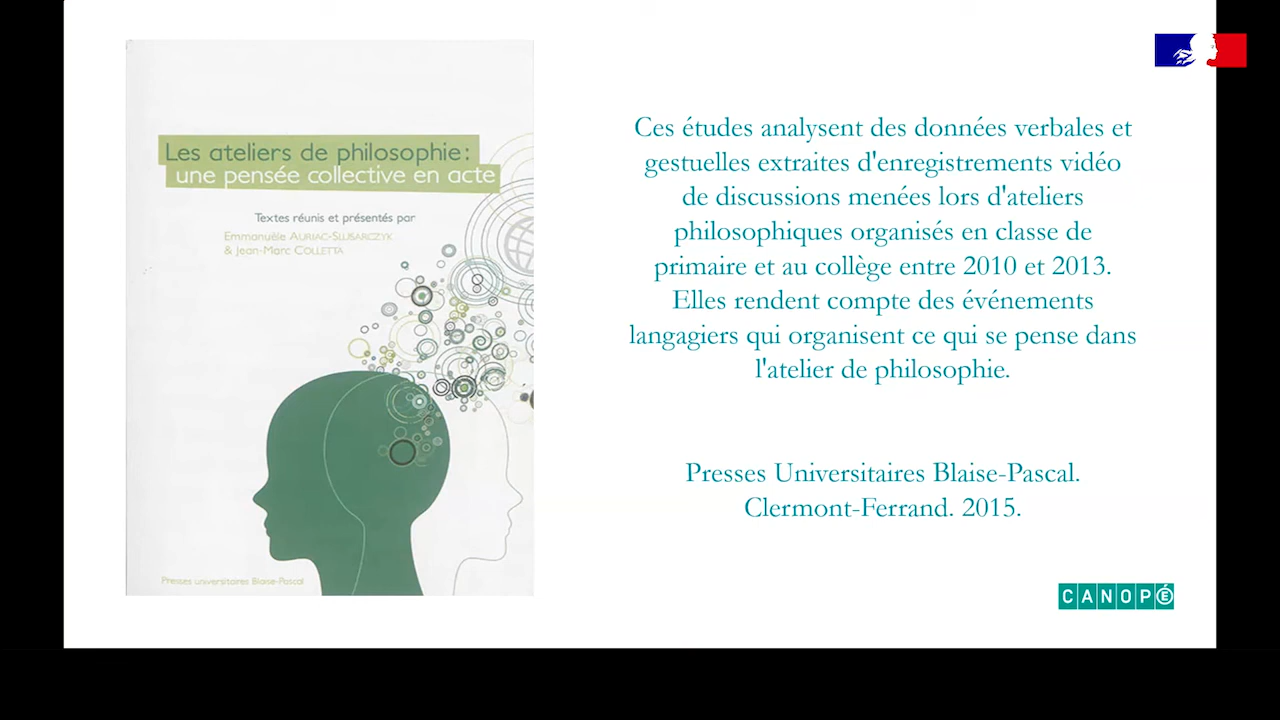 Les ateliers de philosophie :
une pensée collective en acte
Textes réunis et présentés par
Emmanuèle AURIAC-SLUSARCZYK
& Jean-Marc COLLETTA
Presses universitaires Blaise-Pascal
Ces études analysent des données verbales et
gestuelles extraites d'enregistrements vidéo
de discussions menées lors d'ateliers
philosophiques organisés en classe de
primaire et au collège entre 2010 et 2013.
Elles rendent compte des événements
langagiers qui organisent ce qui se pense dans
l'atelier de philosophie.
Presses Universitaires Blaise-Pascal.
Clermont-Ferrand. 2015.
CANOPÉ